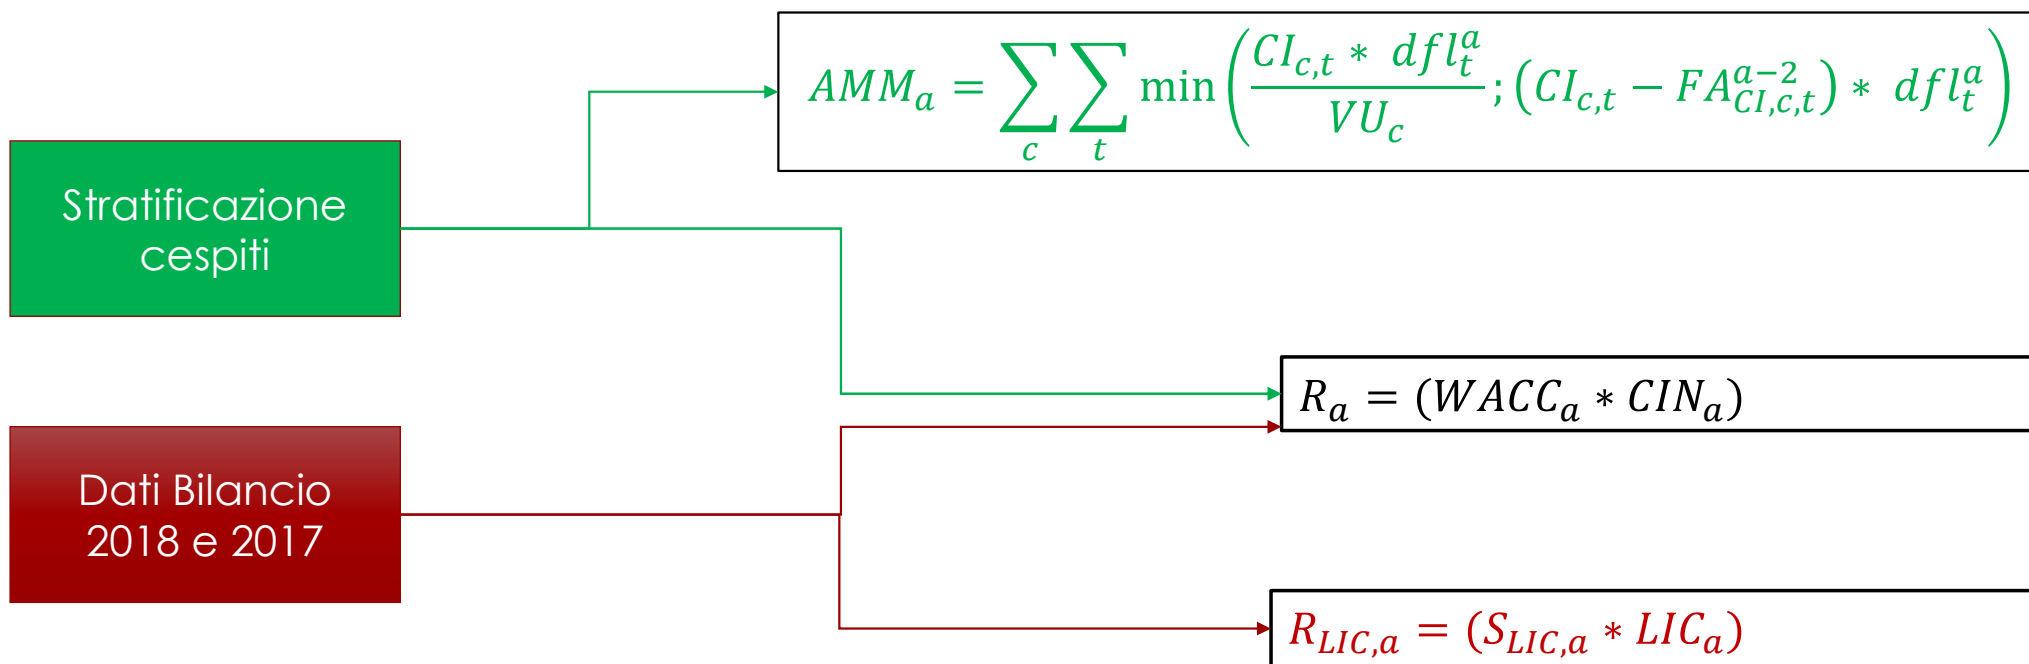 AMM_a = ∑_c ∑_t min( (CI_{c,t} * dfl_t^a) / VU_c ; (CI_{c,t} − FA_{CI,c,t}^{a−2}) * dfl_t^a )
Stratificazione
cespiti
R_a = (WACC_a * CIN_a)
Dati Bilancio
2018 e 2017
R_{LIC,a} = (S_{LIC,a} * LIC_a)